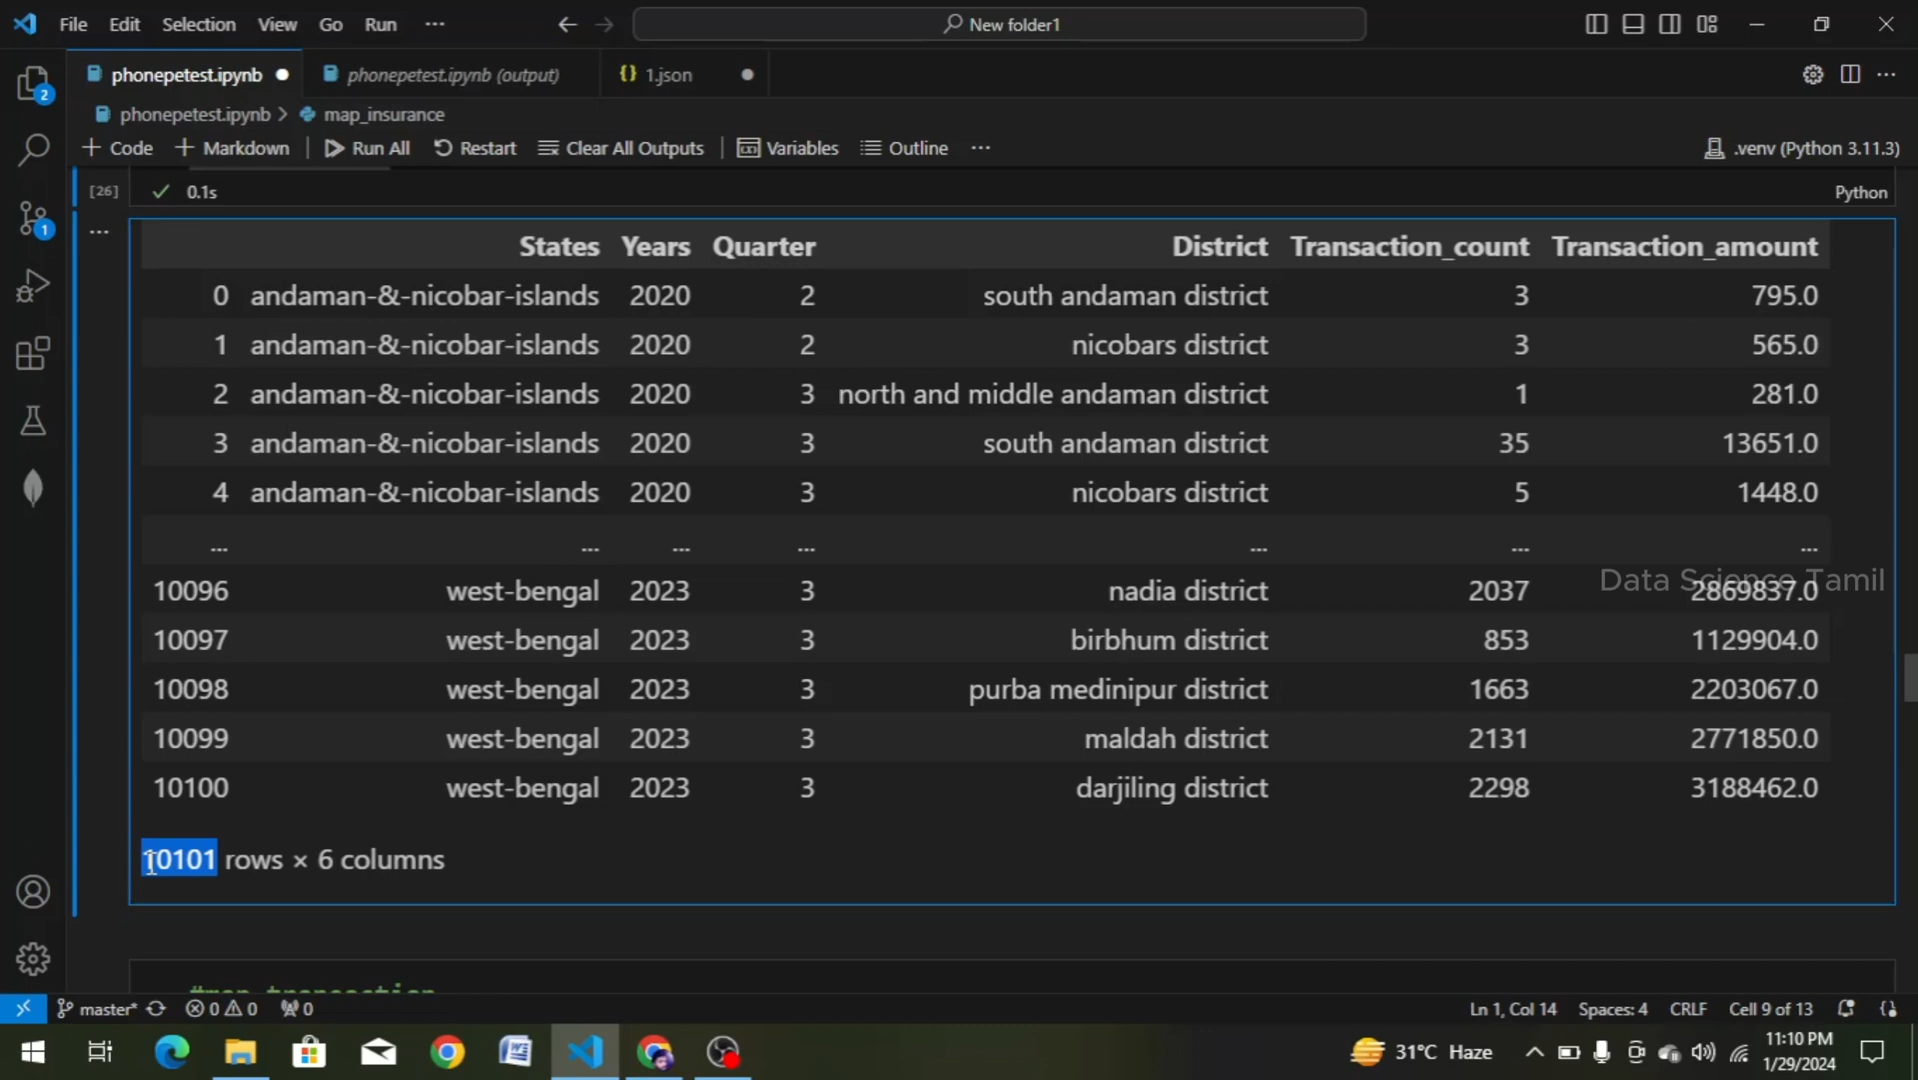 File Edit Selection View Go Run ··· New folder1
phonepetest.ipynb phonepetest.ipynb (output) {} 1.json
2
phonepetest.ipynb > map_insurance
+ Code + Markdown Run All Restart Clear All Outputs Variables Outline ··· .venv (Python 3.11.3)
[26] ✓ 0.1s Python
1
States Years Quarter District Transaction_count Transaction_amount
0 andaman-&-nicobar-islands 2020 2 south andaman district 3 795.0
1 andaman-&-nicobar-islands 2020 2 nicobars district 3 565.0
2 andaman-&-nicobar-islands 2020 3 north and middle andaman district 1 281.0
3 andaman-&-nicobar-islands 2020 3 south andaman district 35 13651.0
4 andaman-&-nicobar-islands 2020 3 nicobars district 5 1448.0
... ... ... ... ... ... ...
Data Science Tamil
10096 west-bengal 2023 3 nadia district 2037 2869837.0
10097 west-bengal 2023 3 birbhum district 853 1129904.0
10098 west-bengal 2023 3 purba medinipur district 1663 2203067.0
10099 west-bengal 2023 3 maldah district 2131 2771850.0
10100 west-bengal 2023 3 darjiling district 2298 3188462.0
10101 rows × 6 columns
#map_transaction
master* 0 0 0 Ln 1, Col 14 Spaces: 4 CRLF Cell 9 of 13
31°C Haze 11:10 PM
1/29/2024